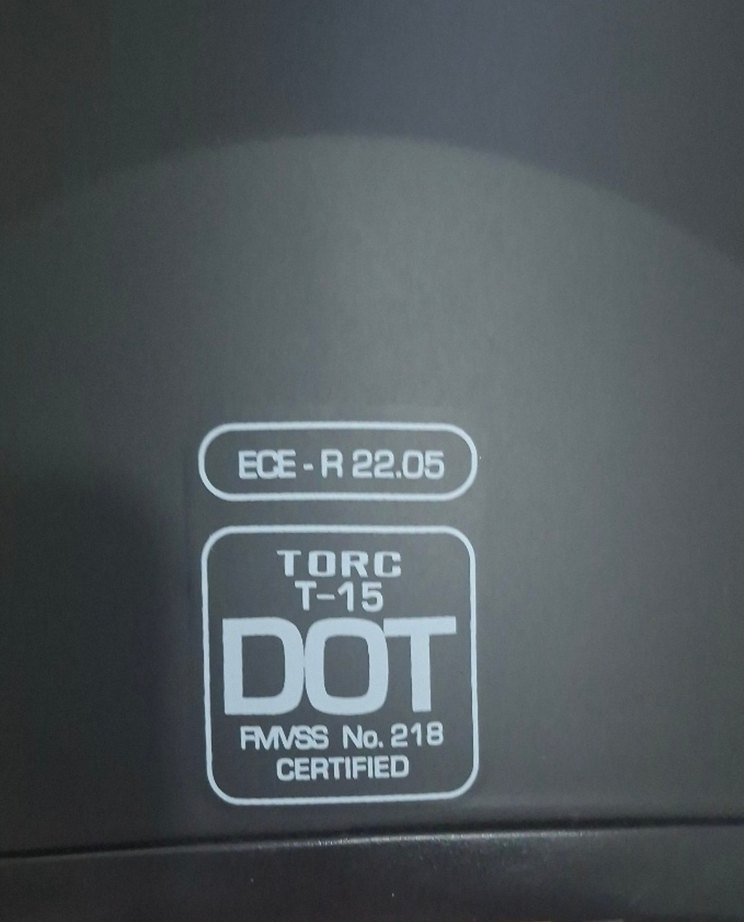 ECE - R 22.05
TORC
T-15
DOT
FMVSS No. 218
CERTIFIED